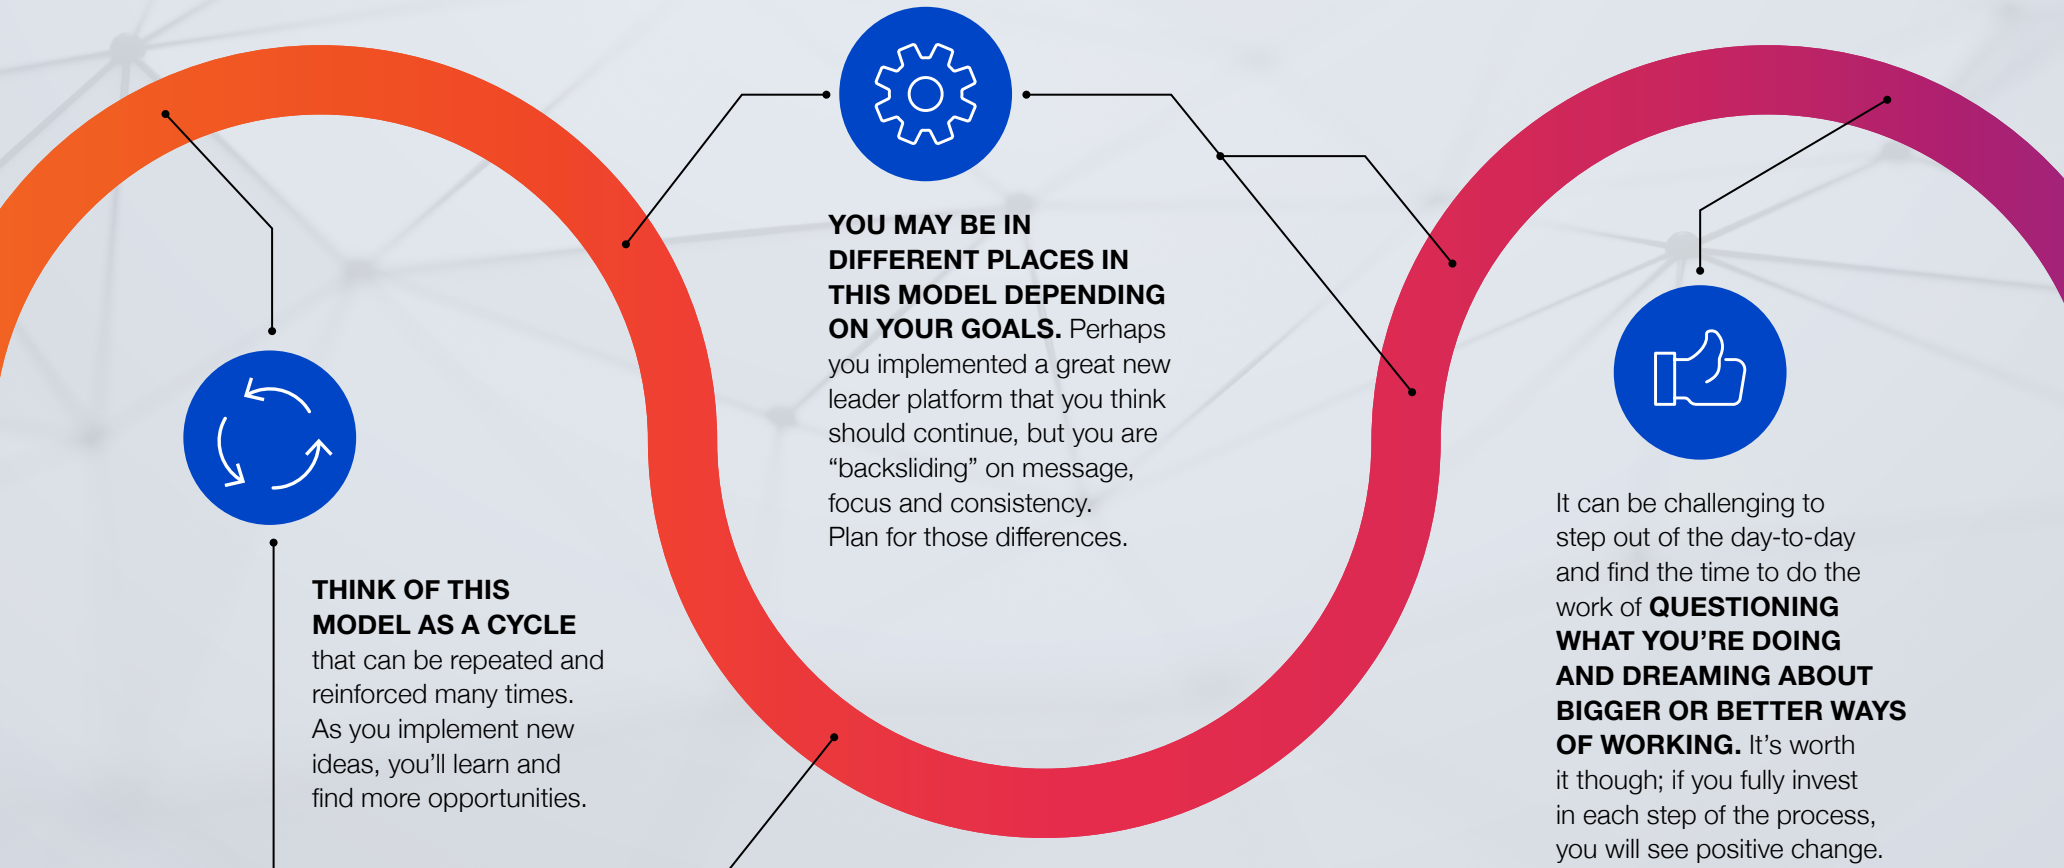 THINK OF THIS
MODEL AS A CYCLE
that can be repeated and
reinforced many times.
As you implement new
ideas, you’ll learn and
find more opportunities.
YOU MAY BE IN
DIFFERENT PLACES IN
THIS MODEL DEPENDING
ON YOUR GOALS. Perhaps
you implemented a great new
leader platform that you think
should continue, but you are
“backsliding” on message,
focus and consistency.
Plan for those differences.
It can be challenging to
step out of the day-to-day
and find the time to do the
work of QUESTIONING
WHAT YOU’RE DOING
AND DREAMING ABOUT
BIGGER OR BETTER WAYS
OF WORKING. It’s worth
it though; if you fully invest
in each step of the process,
you will see positive change.